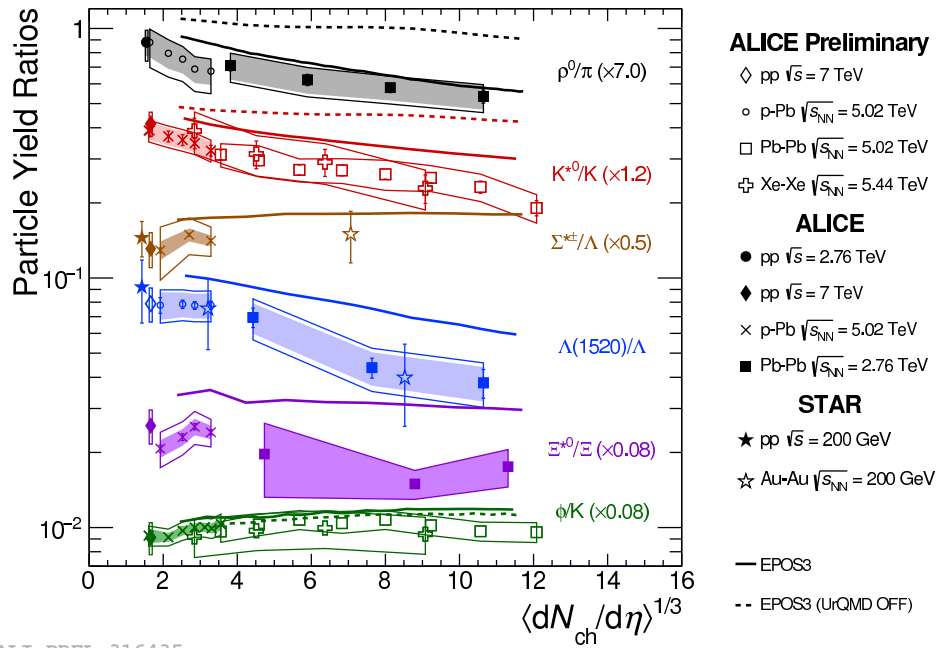 Particle Yield Ratios
1
10⁻¹
10⁻²
ρ⁰/π (×7.0)
K*⁰/K (×1.2)
Σ*±/Λ (×0.5)
Λ(1520)/Λ
Ξ*⁰/Ξ (×0.08)
ϕ/K (×0.08)
0 2 4 6 8 10 12 14 16
⟨dN_ch/dη⟩^1/3
ALICE Preliminary
pp √s = 7 TeV
p-Pb √s_NN = 5.02 TeV
Pb-Pb √s_NN = 5.02 TeV
Xe-Xe √s_NN = 5.44 TeV
ALICE
pp √s = 2.76 TeV
pp √s = 7 TeV
p-Pb √s_NN = 5.02 TeV
Pb-Pb √s_NN = 2.76 TeV
STAR
pp √s = 200 GeV
Au-Au √s_NN = 200 GeV
EPOS3
EPOS3 (UrQMD OFF)